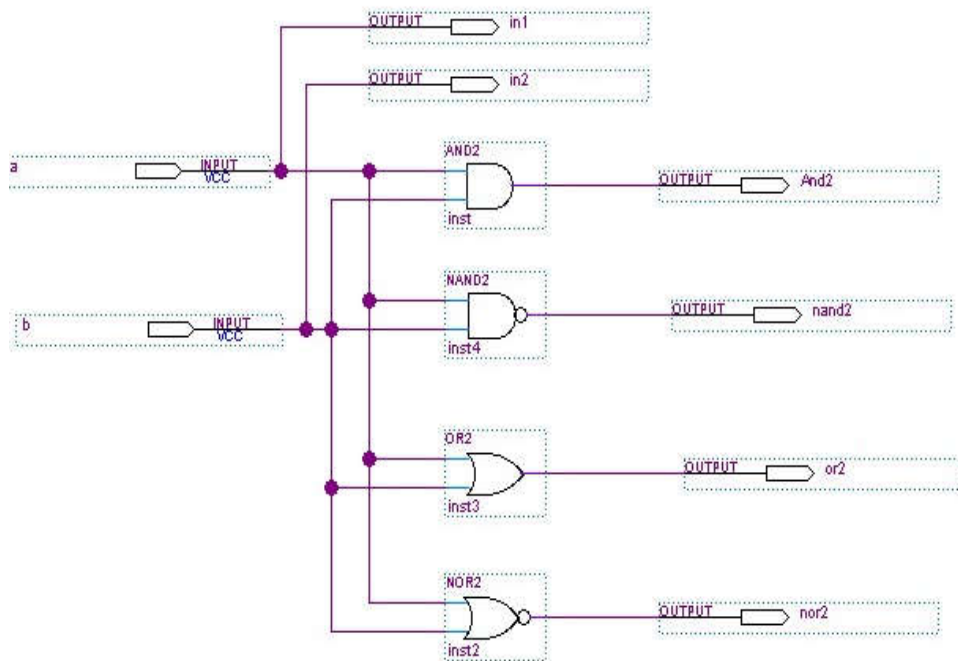 OUTPUT in1
OUTPUT in2
a INPUT
VCC
AND2
OUTPUT And2
inst
NAND2
OUTPUT nand2
b INPUT
VCC
inst4
OR2
OUTPUT or2
inst3
NOR2
OUTPUT nor2
inst2